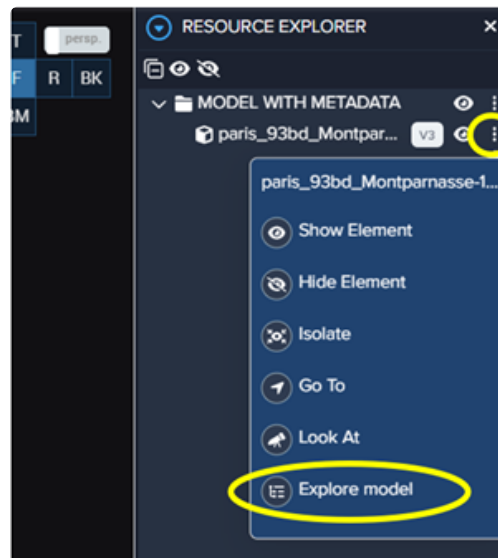 RESOURCE EXPLORER
T
persp.
F R BK
BM
MODEL WITH METADATA
paris_93bd_Montpar... V3
paris_93bd_Montparnasse-1...
Show Element
Hide Element
Isolate
Go To
Look At
Explore model